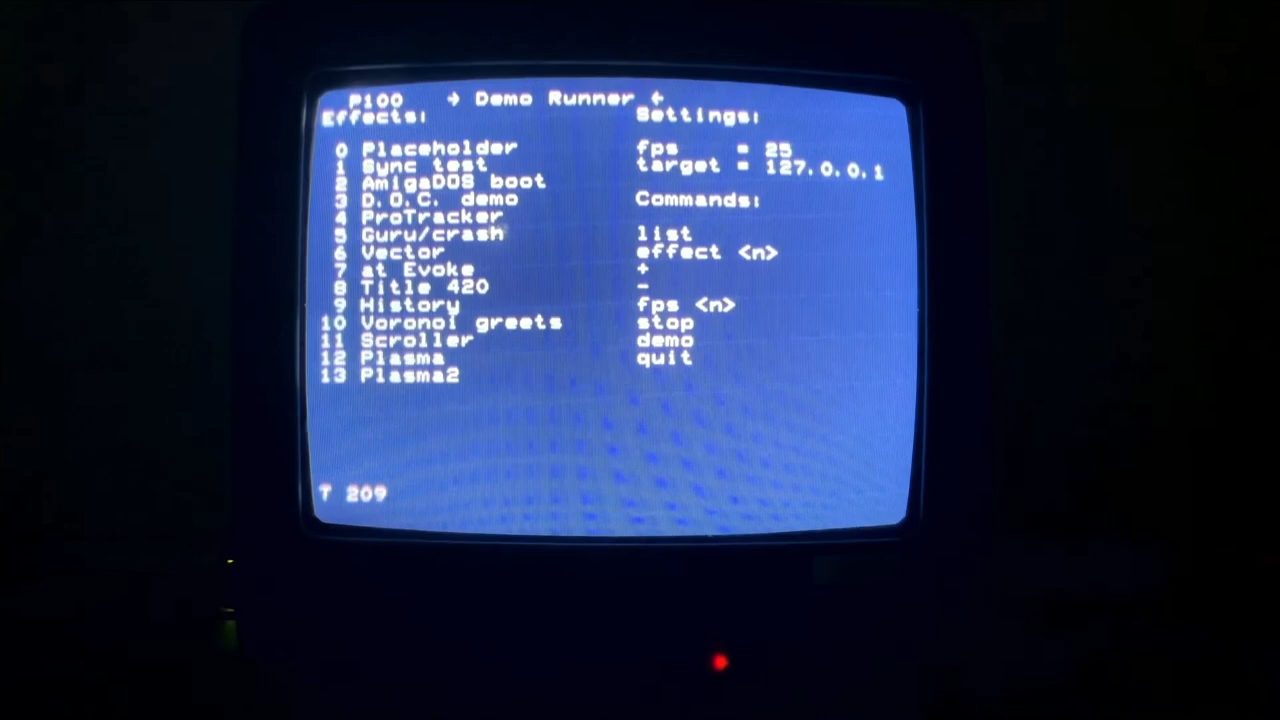 P100 → Demo Runner ←
Effects: Settings:
0 Placeholder fps = 25
1 Sync test target = 127.0.0.1
2 AmigaDOS boot
3 D.O.C. demo Commands:
4 ProTracker
5 Guru/crash list
6 Vector effect <n>
7 at Evoke +
8 Title 420 -
9 History fps <n>
10 Voronoi greets stop
11 Scroller demo
12 Plasma quit
13 Plasma2
T 209